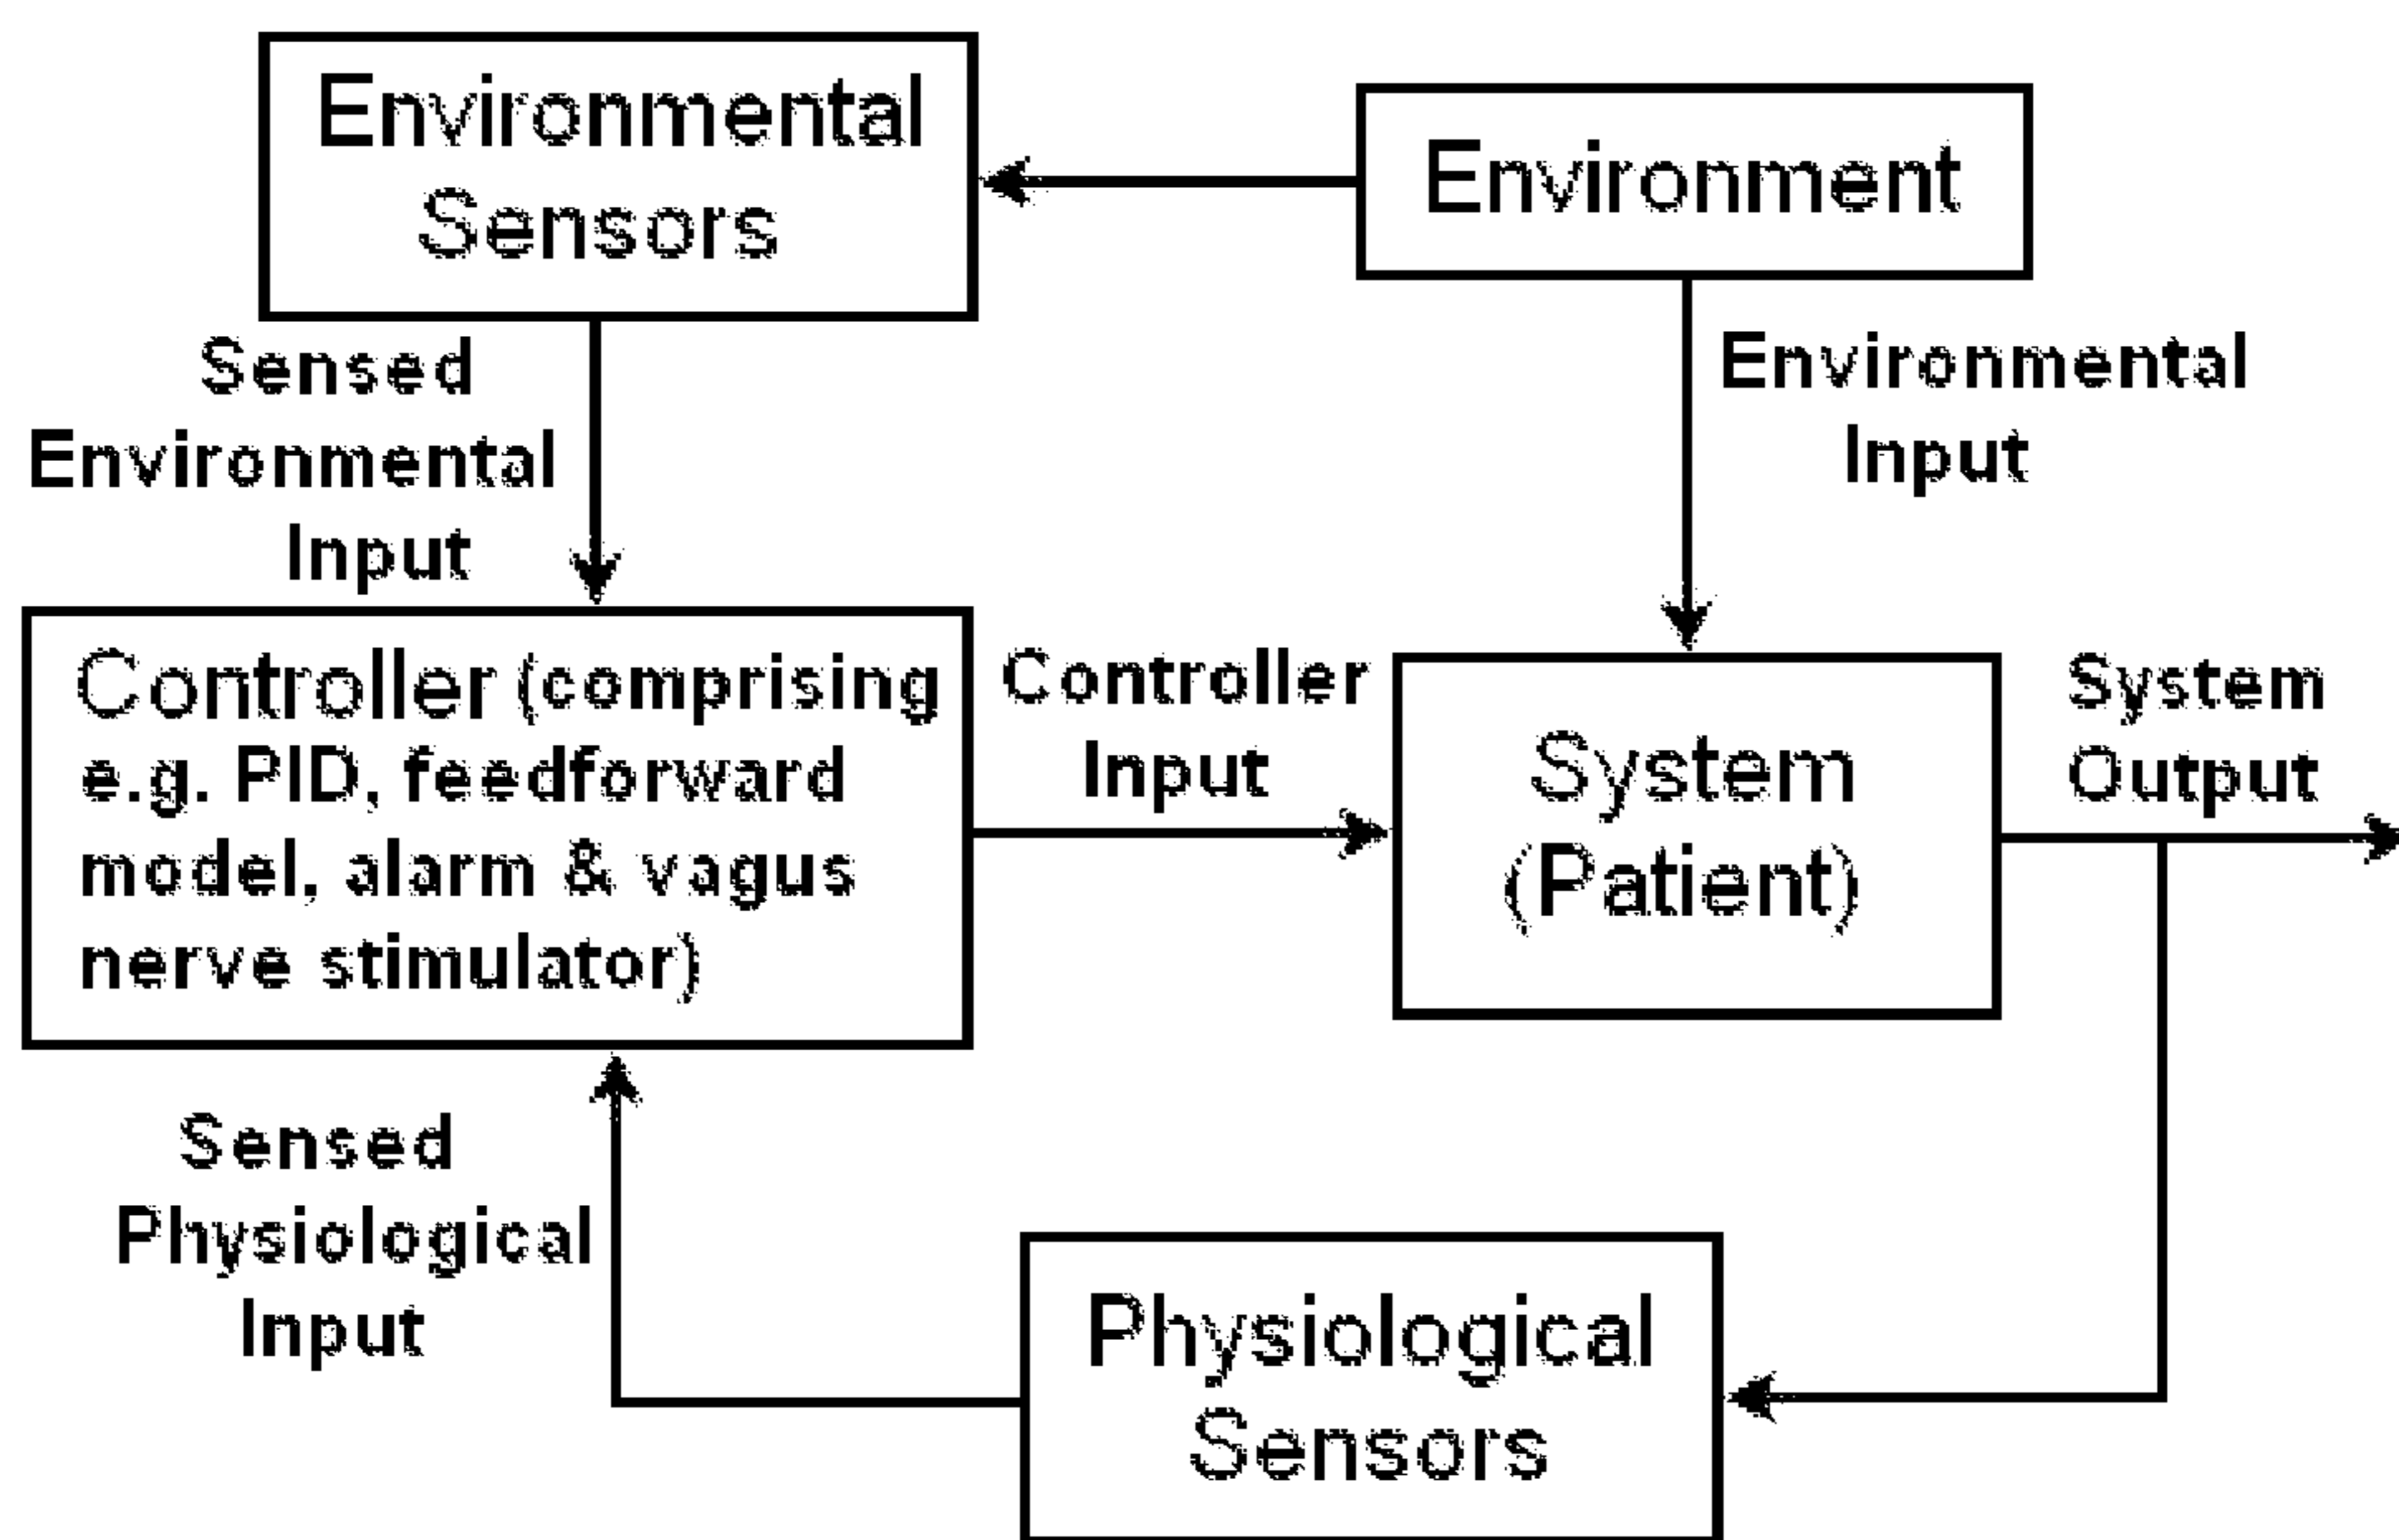 Environmental
Sensors
Environment
Sensed
Environmental
Input
Environmental
Input
Controller (comprising
e.g. PID, feedforward
model, alarm & vagus
nerve stimulator)
Controller
Input
System
(Patient)
System
Output
Sensed
Physiological
Input
Physiological
Sensors